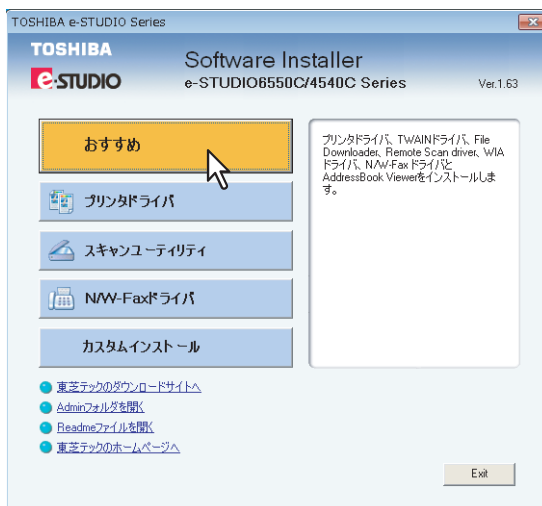 TOSHIBA e-STUDIO Series
TOSHIBA
e-STUDIO
Software Installer
e-STUDIO6550C/4540C Series
Ver.1.63
おすすめ
プリンタドライバ
スキャンユーティリティ
N/W-Faxドライバ
カスタムインストール
プリンタドライバ、TWAINドライバ、File
Downloader、Remote Scan driver、WIA
ドライバ、N/W-Fax ドライバと
AddressBook Viewerをインストールしま
す。
東芝テックのダウンロードサイトへ
Adminフォルダを開く
Readmeファイルを開く
東芝テックのホームページへ
Exit